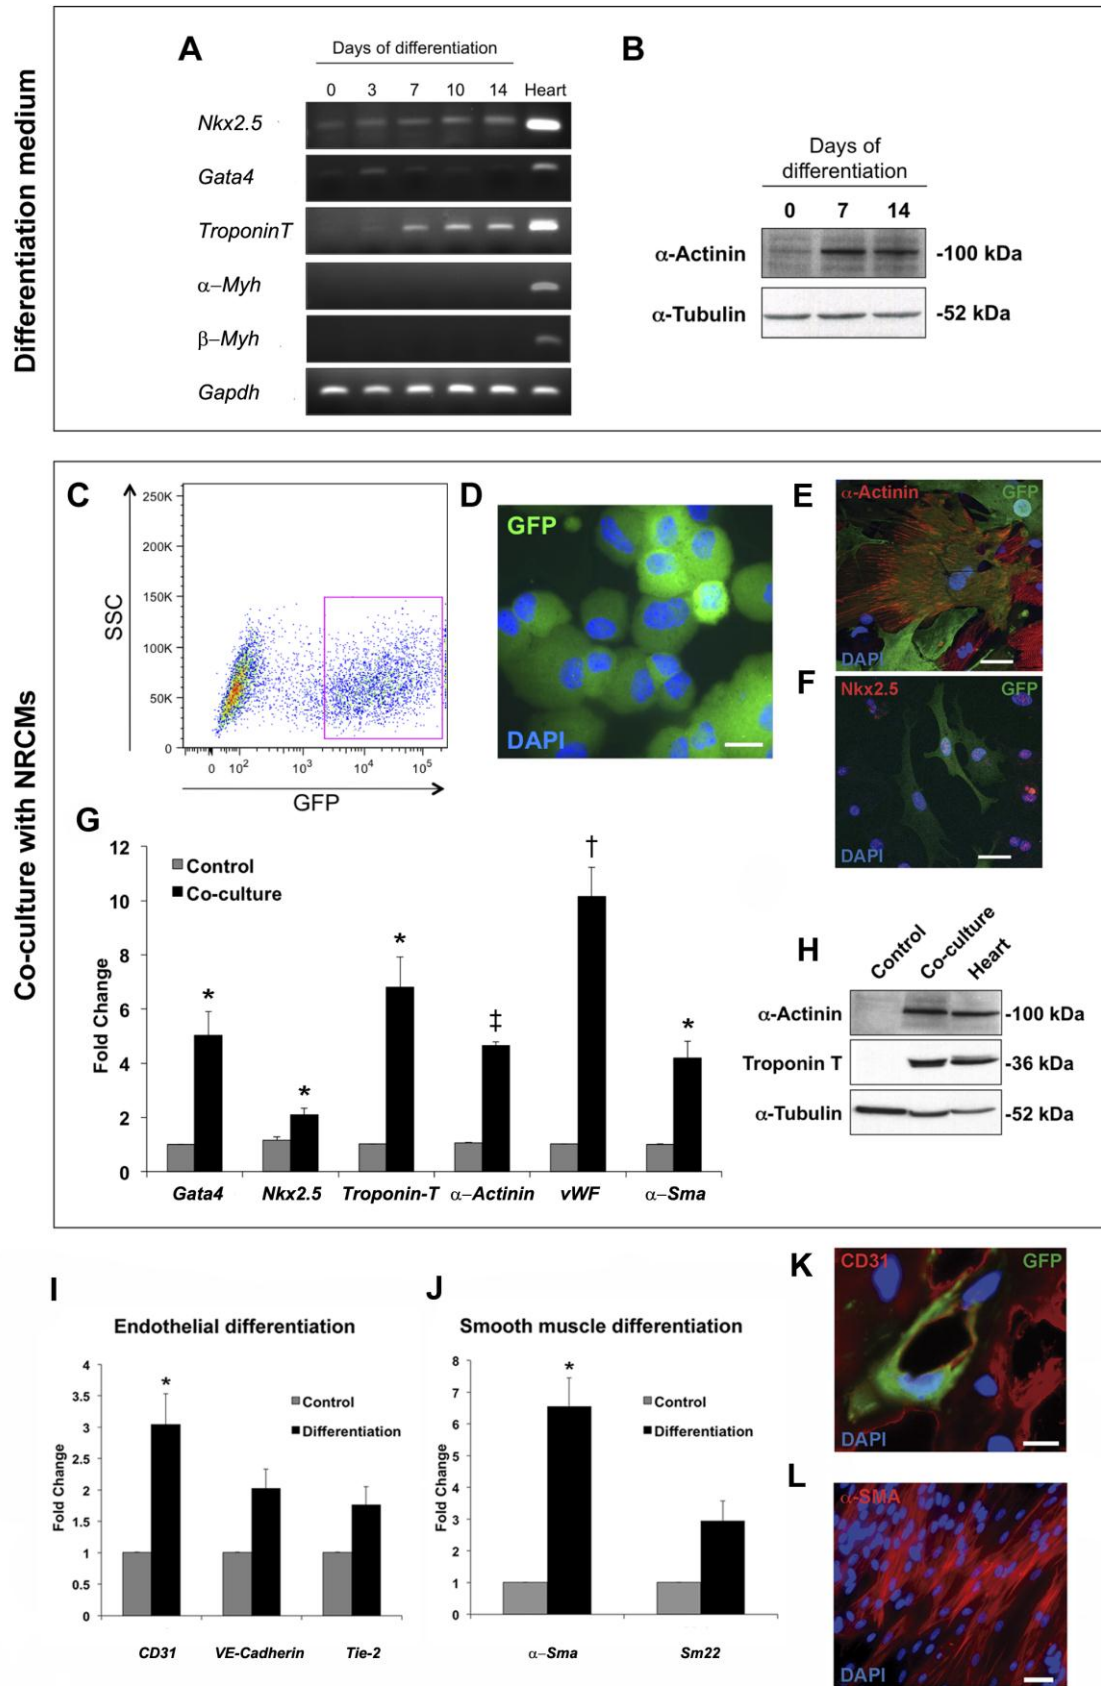 Differentiation medium
A
Days of differentiation
0 3 7 10 14 Heart
Nkx2.5
Gata4
TroponinT
α–Myh
β–Myh
Gapdh
B
Days of
differentiation
0 7 14
α-Actinin -100 kDa
α-Tubulin -52 kDa
Co-culture with NRCMs
C
SSC
250K
200K
150K
100K
50K
0
0 10² 10³ 10⁴ 10⁵
GFP
D
GFP
DAPI
E
α-Actinin GFP
DAPI
F
Nkx2.5 GFP
DAPI
G
Fold Change
12
10
8
6
4
2
0
Control
Co-culture
* * * ‡ † *
Gata4 Nkx2.5 Troponin-T α–Actinin vWF α–Sma
H
Control Co-culture Heart
α-Actinin -100 kDa
Troponin T -36 kDa
α-Tubulin -52 kDa
I
Endothelial differentiation
Fold Change
4
3.5
3
2.5
2
1.5
1
0.5
0
*
Control
Differentiation
CD31 VE-Cadherin Tie-2
J
Smooth muscle differentiation
Fold Change
8
7
6
5
4
3
2
1
0
*
Control
Differentiation
α–Sma Sm22
K
CD31 GFP
DAPI
L
α-SMA
DAPI